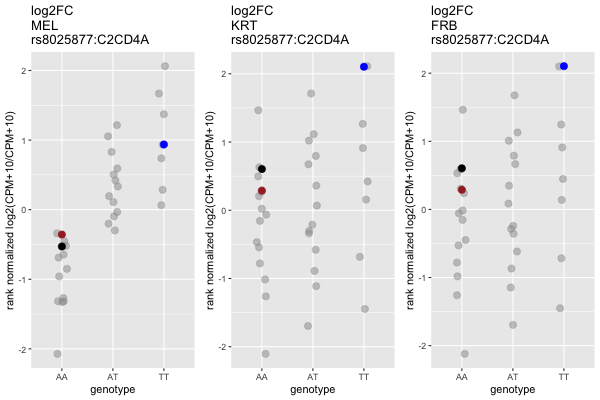 log2FC
MEL
rs8025877:C2CD4A
rank normalized log2(CPM+10/CPM+10)
2
1
0
-1
-2
AA
AT
TT
genotype
log2FC
KRT
rs8025877:C2CD4A
rank normalized log2(CPM+10/CPM+10)
2
1
0
-1
-2
AA
AT
TT
genotype
log2FC
FRB
rs8025877:C2CD4A
rank normalized log2(CPM+10/CPM+10)
2
1
0
-1
-2
AA
AT
TT
genotype